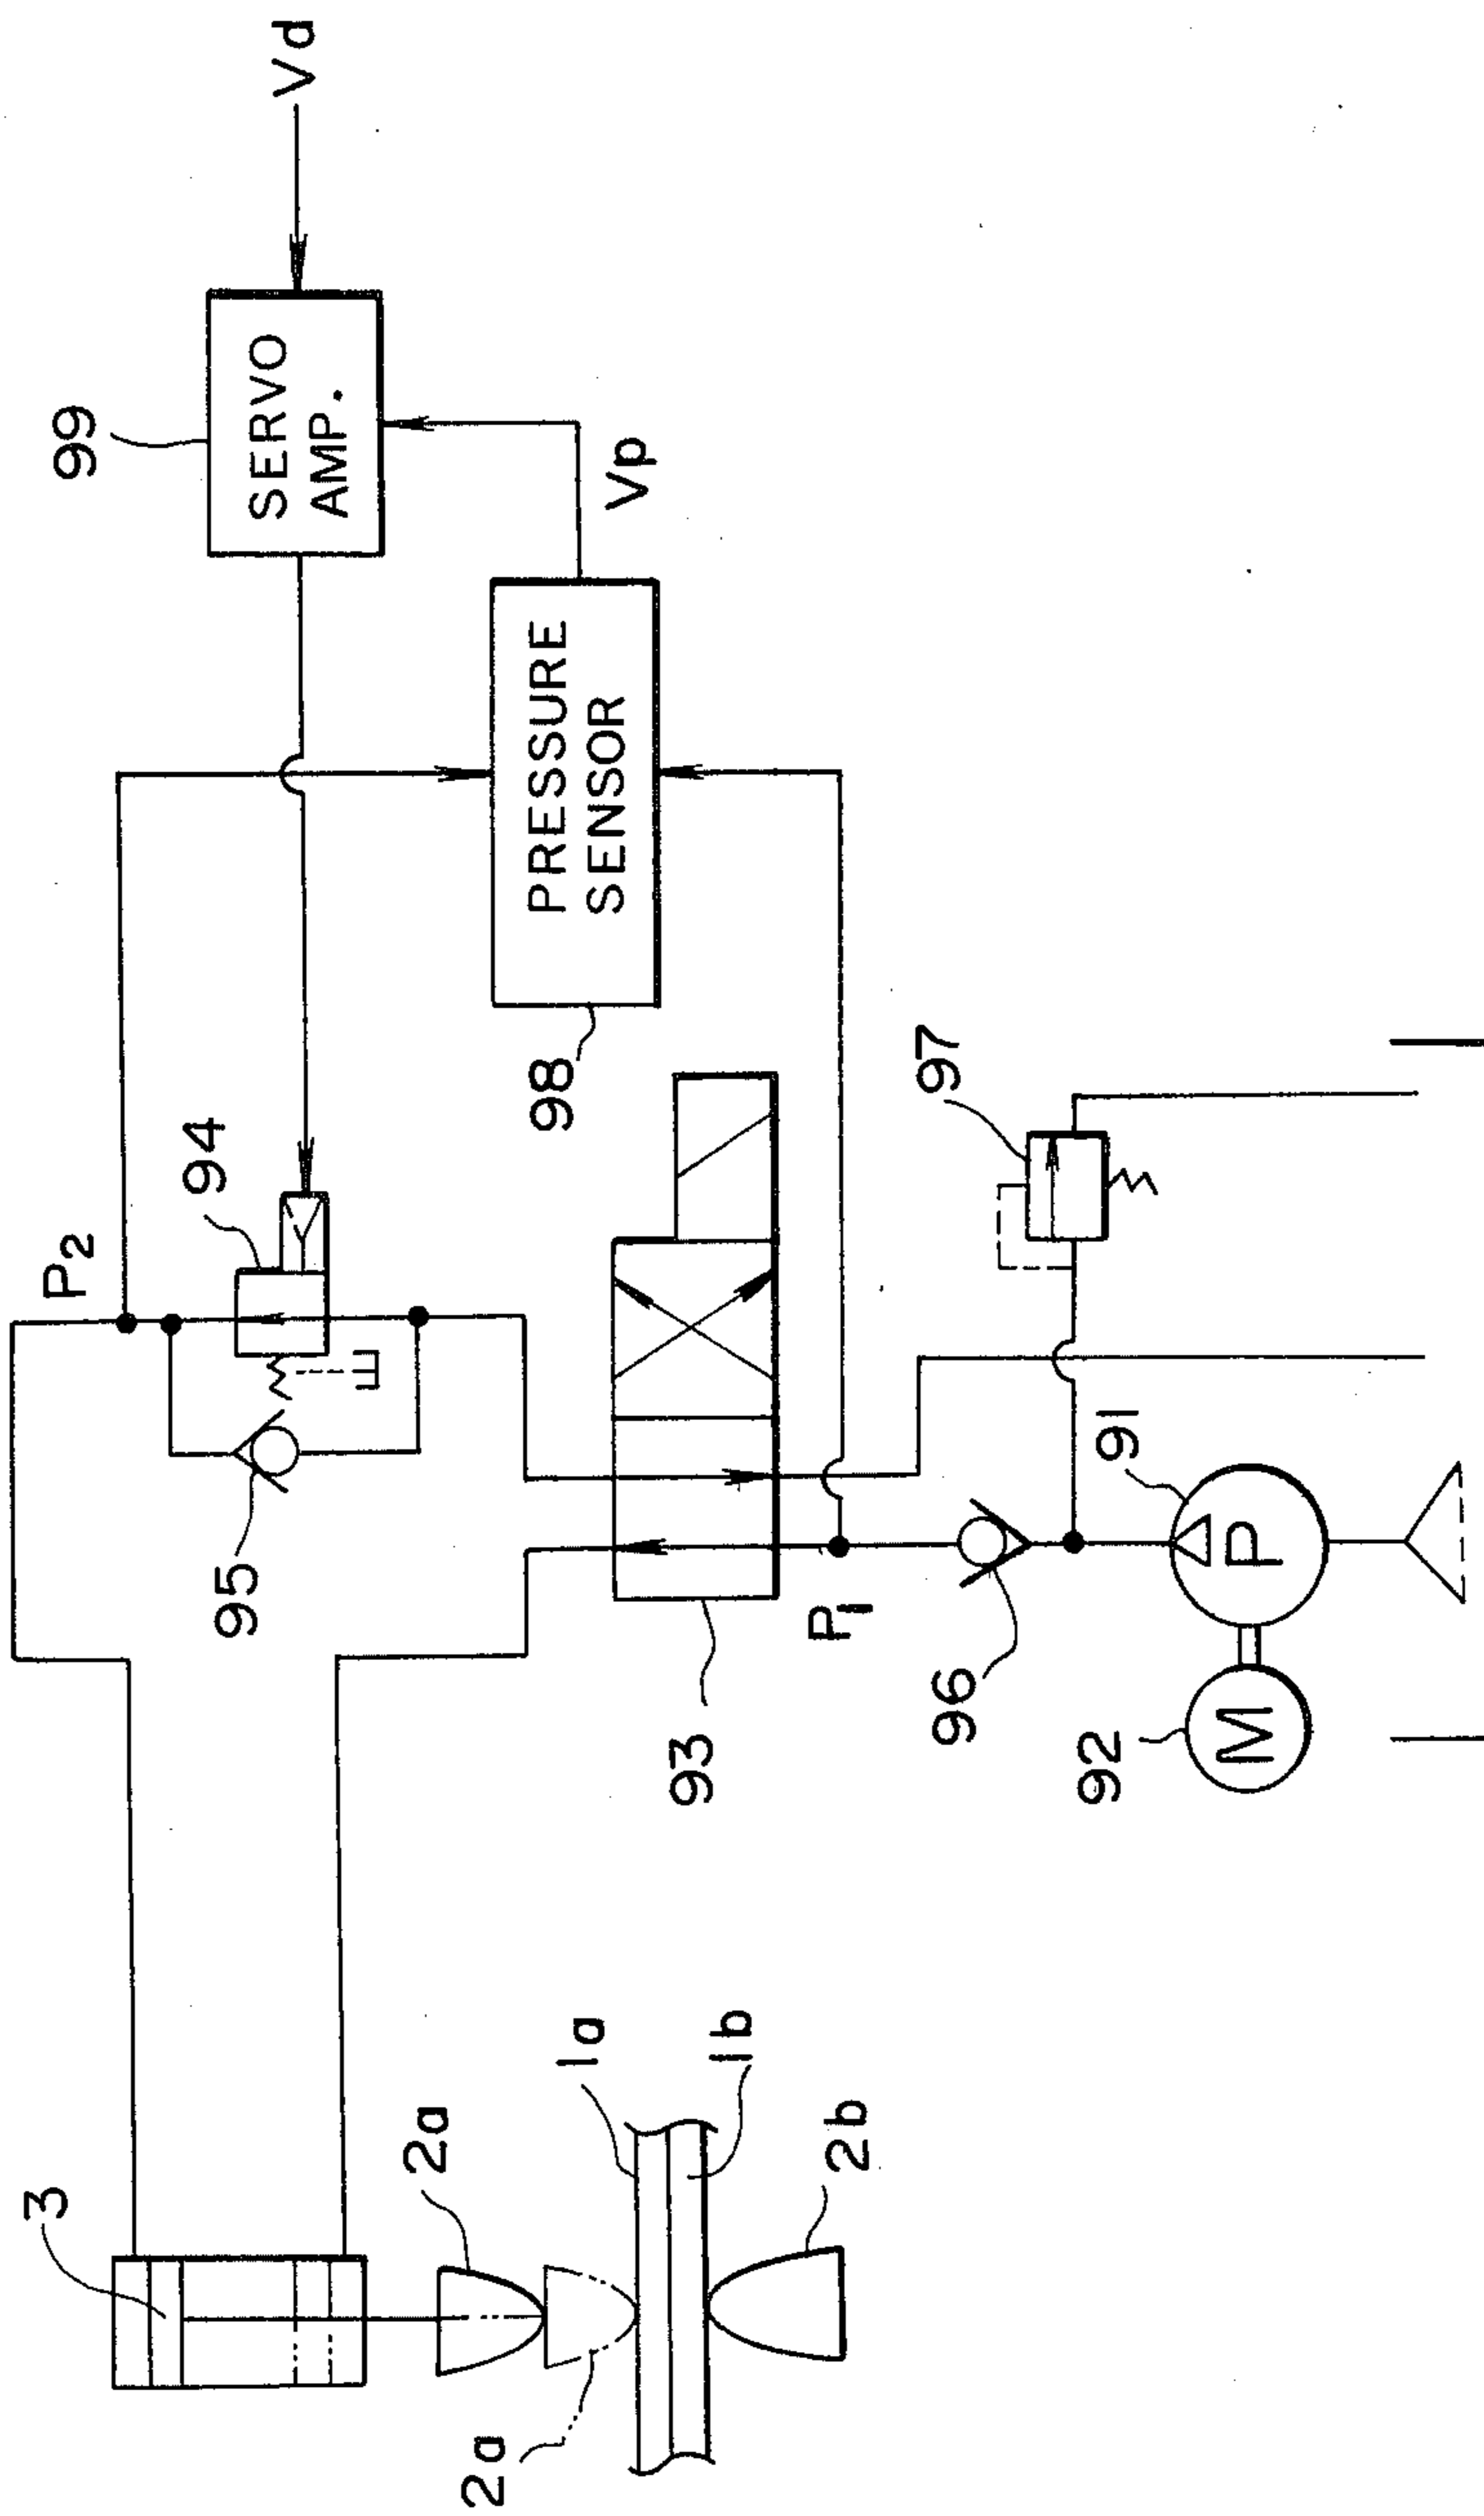 3
P2
99
94
95
SERVO
AMP.
Vd
2a
2a
98
PRESSURE
SENSOR
Vp
1a
93
1b
P1
2b
97
96
92
91
M
P